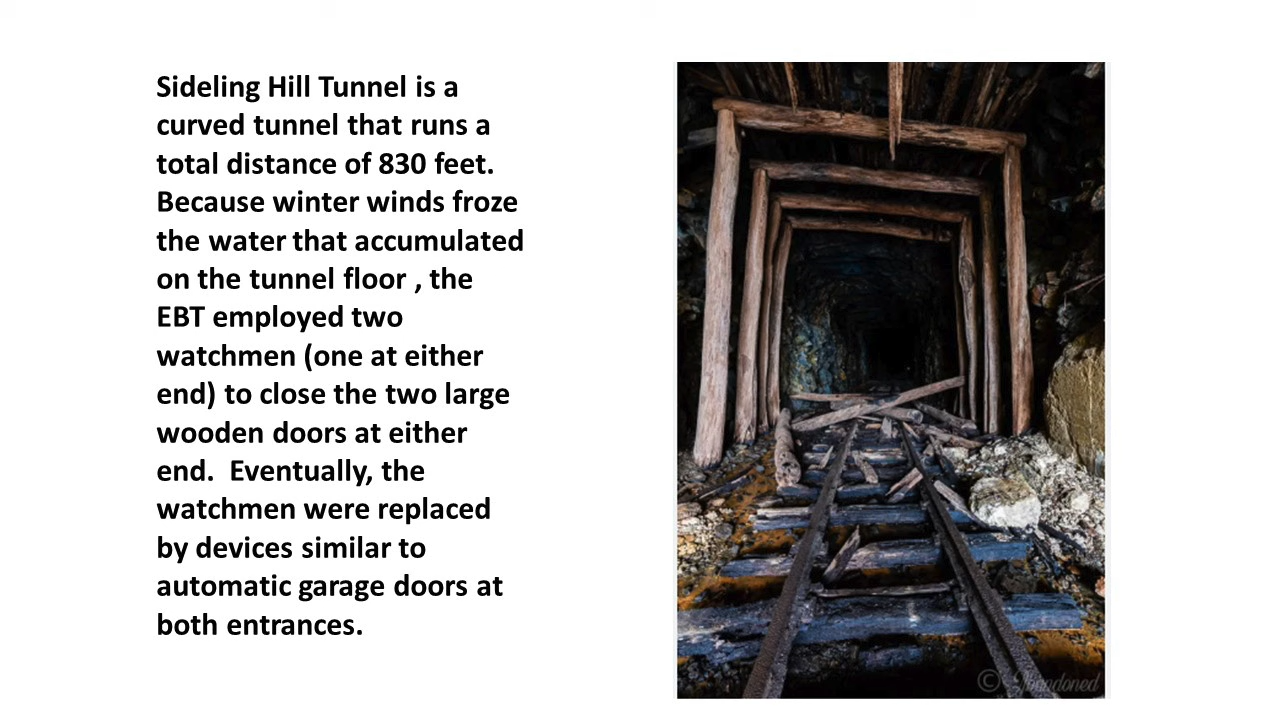 Sideling Hill Tunnel is a
curved tunnel that runs a
total distance of 830 feet.
Because winter winds froze
the water that accumulated
on the tunnel floor , the
EBT employed two
watchmen (one at either
end) to close the two large
wooden doors at either
end.  Eventually, the
watchmen were replaced
by devices similar to
automatic garage doors at
both entrances.
© Abandoned